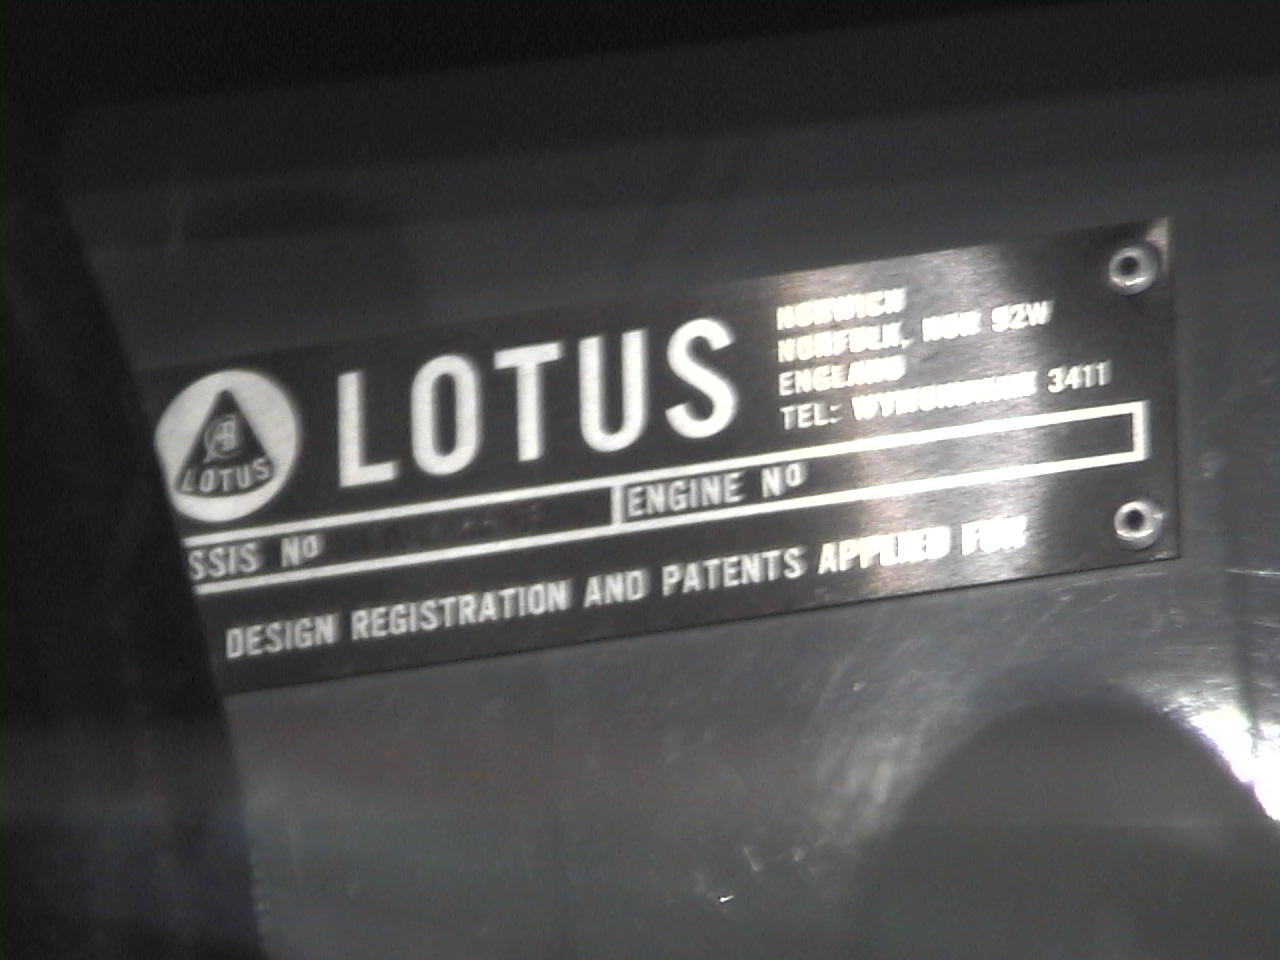 LOTUS
LOTUS
NORWICH
NORFOLK, NOR 92W
ENGLAND
TEL: WYMONDHAM 3411
SSIS No
ENGINE No
DESIGN REGISTRATION AND PATENTS APPLIED FOR